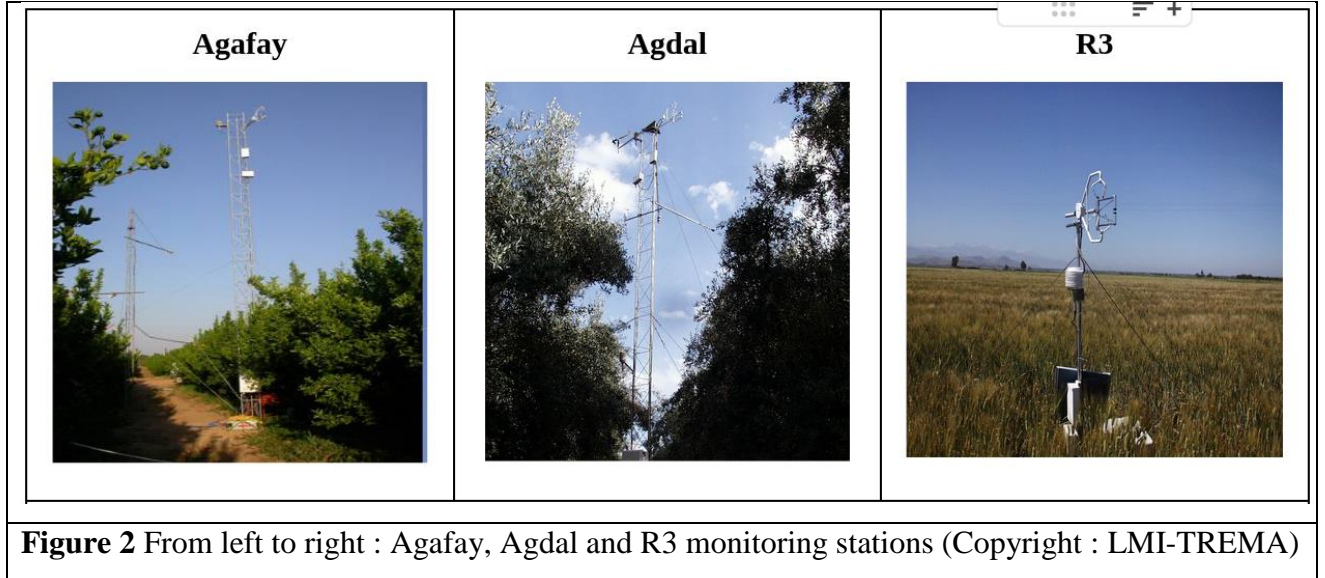 Agafay
Agdal
R3
Figure 2 From left to right : Agafay, Agdal and R3 monitoring stations (Copyright : LMI-TREMA)